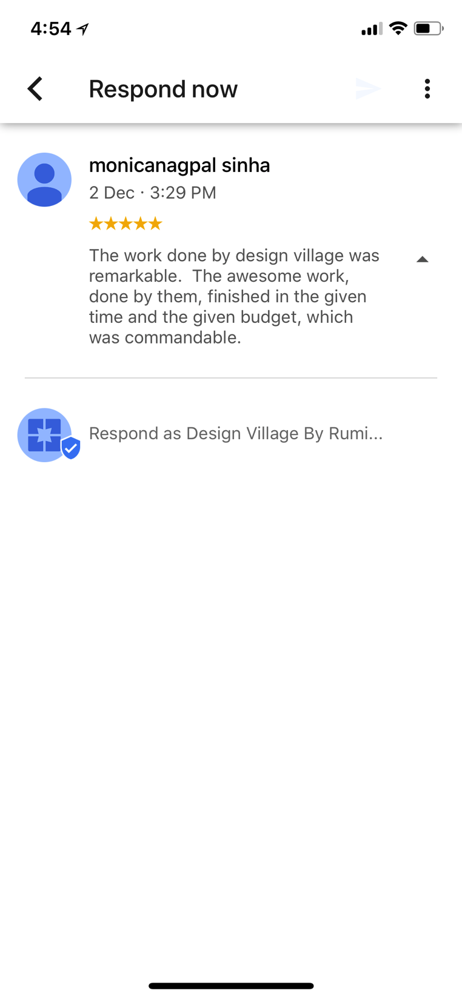 4:54
Respond now
monicanagpal sinha
2 Dec · 3:29 PM
The work done by design village was
remarkable.  The awesome work,
done by them, finished in the given
time and the given budget, which
was commandable.
Respond as Design Village By Rumi...